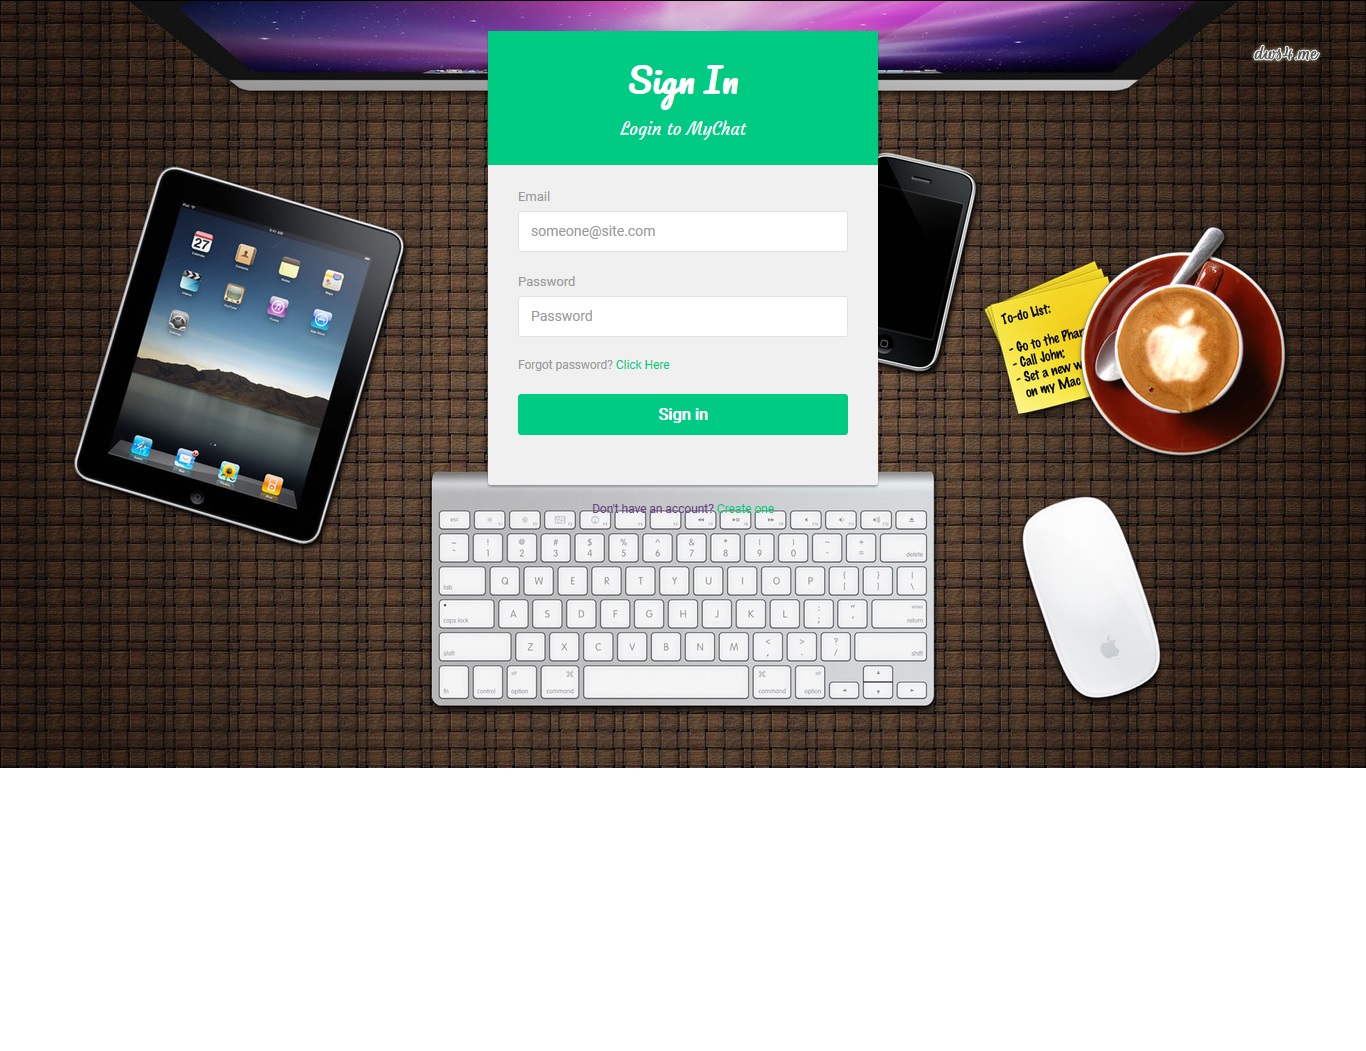 dws4.me
Sign In
Login to MyChat
Email
someone@site.com
Password
Password
Forgot password? Click Here
Sign in
Don't have an account? Create one
27
To-do List:
- Go to the
- Call John;
- Set a new
on my Mac
esc
~ ! @ # $ % ^ & * ( ) _ +
` 1 2 3 4 5 6 7 8 9 0 - = delete
tab Q W E R T Y U I O P { } |
[ ] \
caps lock A S D F G H J K L : ; " ' enter return
shift Z X C V B N M < , > . ? / shift
fn control alt option ⌘ command ⌘ command alt option